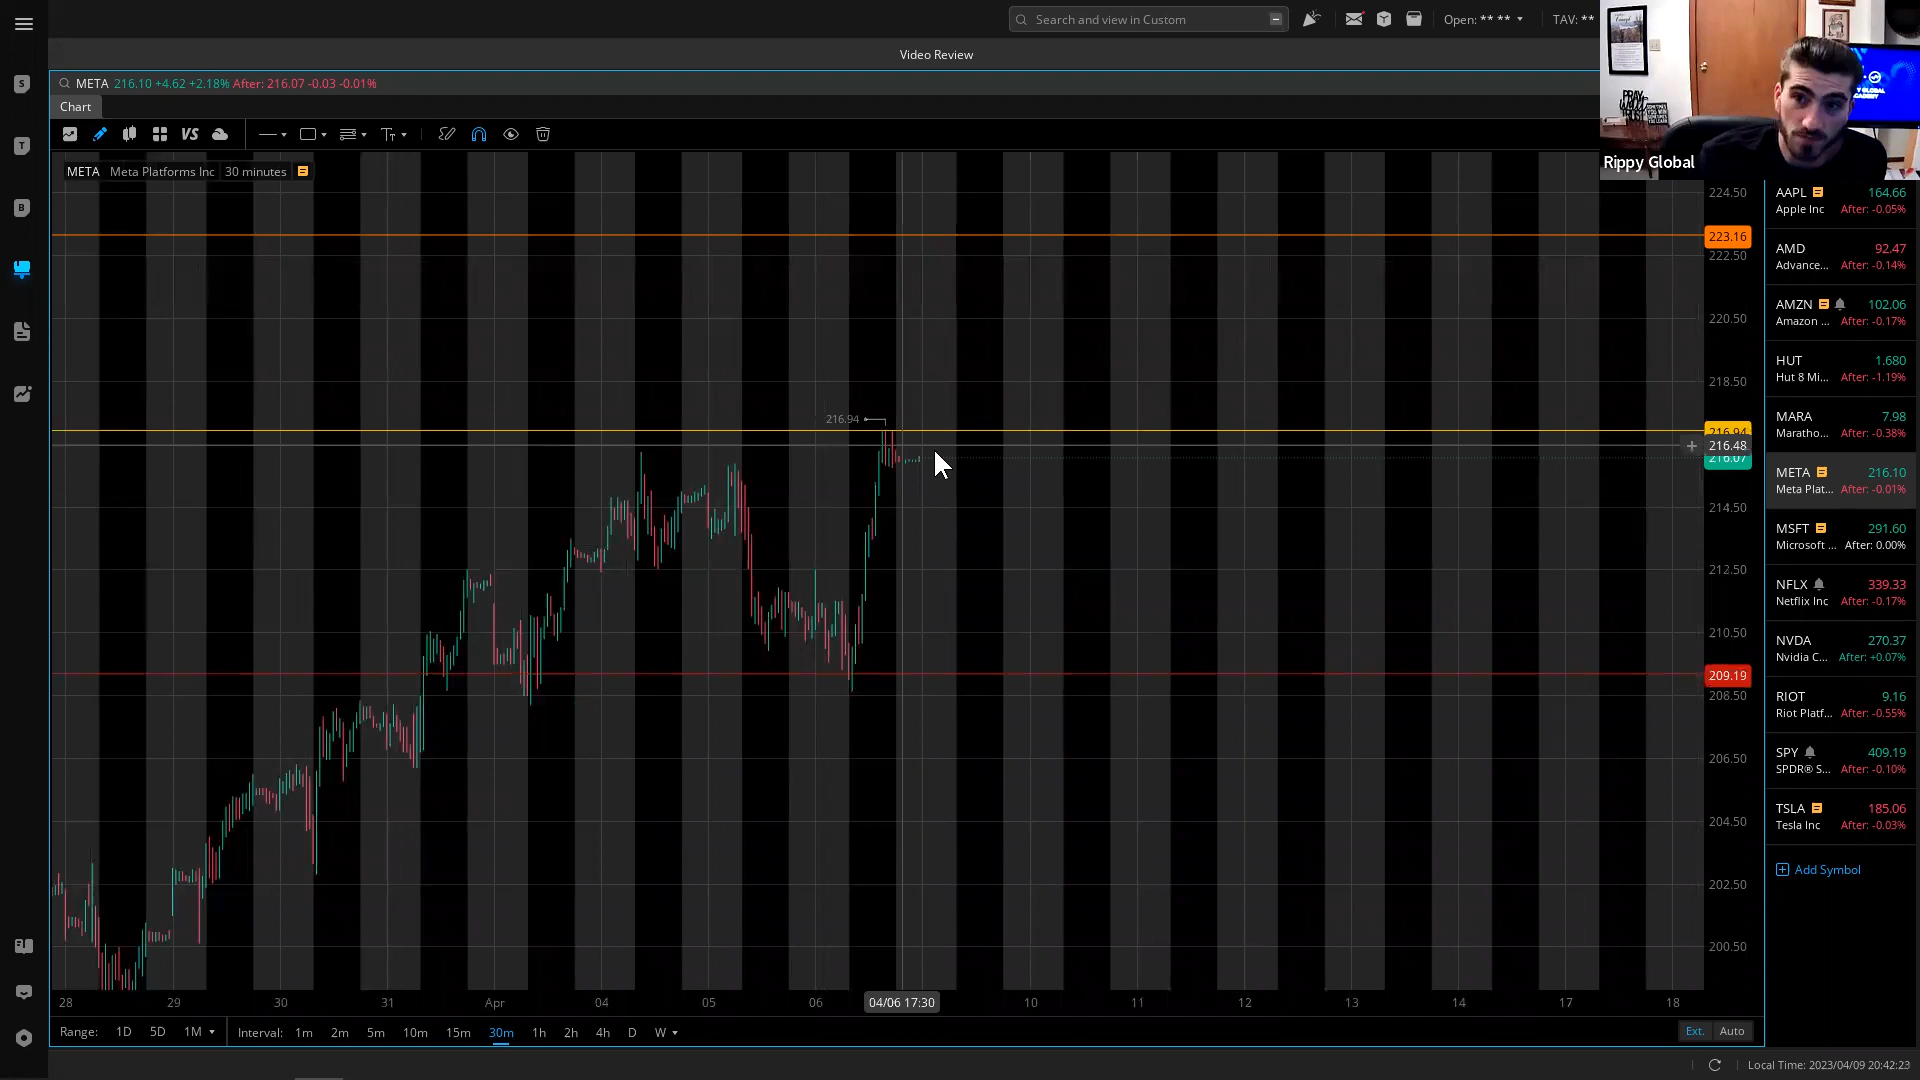 Search and view in Custom
Open: ** **
TAV: **
Video Review
META 216.10 +4.62 +2.18% After: 216.07 -0.03 -0.01%
Chart
VS
META Meta Platforms Inc 30 minutes
Rippy Global
PRAY
TRUST
224.50
223.16
222.50
220.50
218.50
216.94
216.94
216.48
216.07
214.50
212.50
210.50
209.19
208.50
206.50
204.50
202.50
200.50
28 29 30 31 Apr 04 05 06 04/06 17:30 10 11 12 13 14 17 18
Range: 1D 5D 1M Interval: 1m 2m 5m 10m 15m 30m 1h 2h 4h D W
Ext. Auto
AAPL 164.66
Apple Inc After: -0.05%
AMD 92.47
Advance... After: -0.14%
AMZN 102.06
Amazon ... After: -0.17%
HUT 1.680
Hut 8 Mi... After: -1.19%
MARA 7.98
Maratho... After: -0.38%
META 216.10
Meta Plat... After: -0.01%
MSFT 291.60
Microsoft ... After: 0.00%
NFLX 339.33
Netflix Inc After: -0.17%
NVDA 270.37
Nvidia C... After: +0.07%
RIOT 9.16
Riot Platf... After: -0.55%
SPY 409.19
SPDR® S... After: -0.10%
TSLA 185.06
Tesla Inc After: -0.03%
Add Symbol
Local Time: 2023/04/09 20:42:23
S
T
B